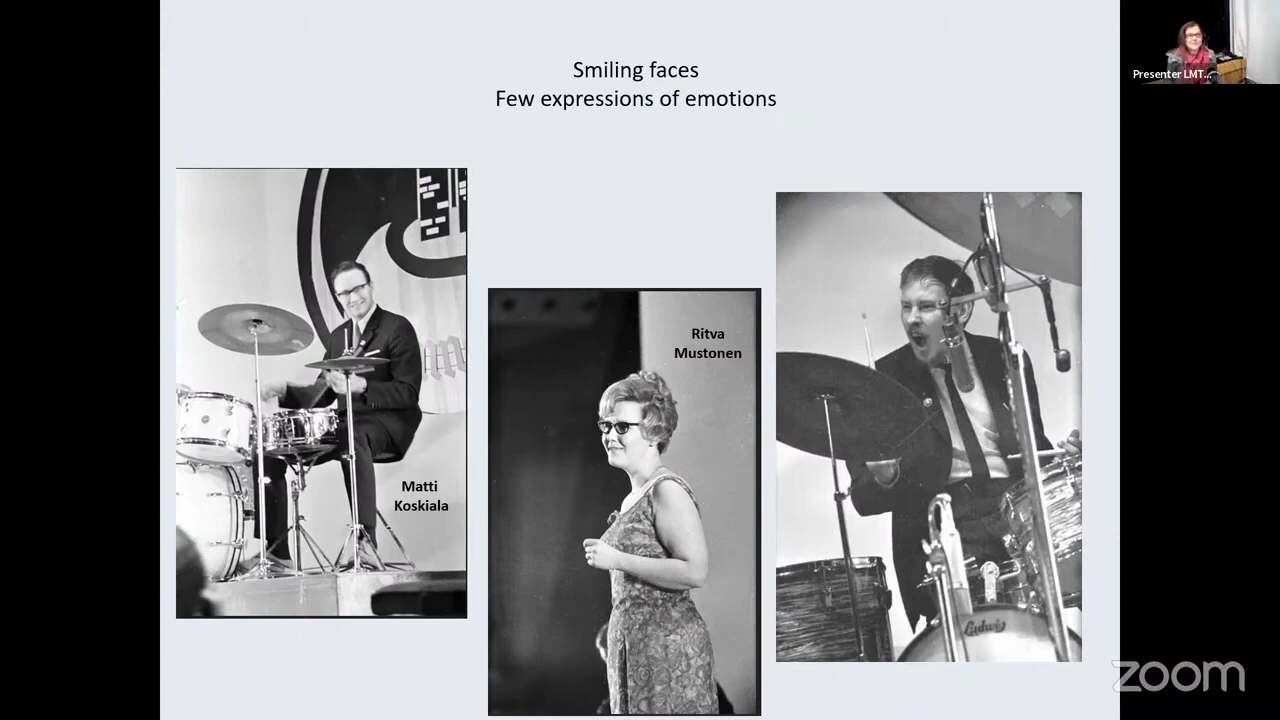 Smiling faces
Few expressions of emotions
Presenter LMT...
Ritva
Mustonen
Matti
Koskiala
Ludwig
zoom